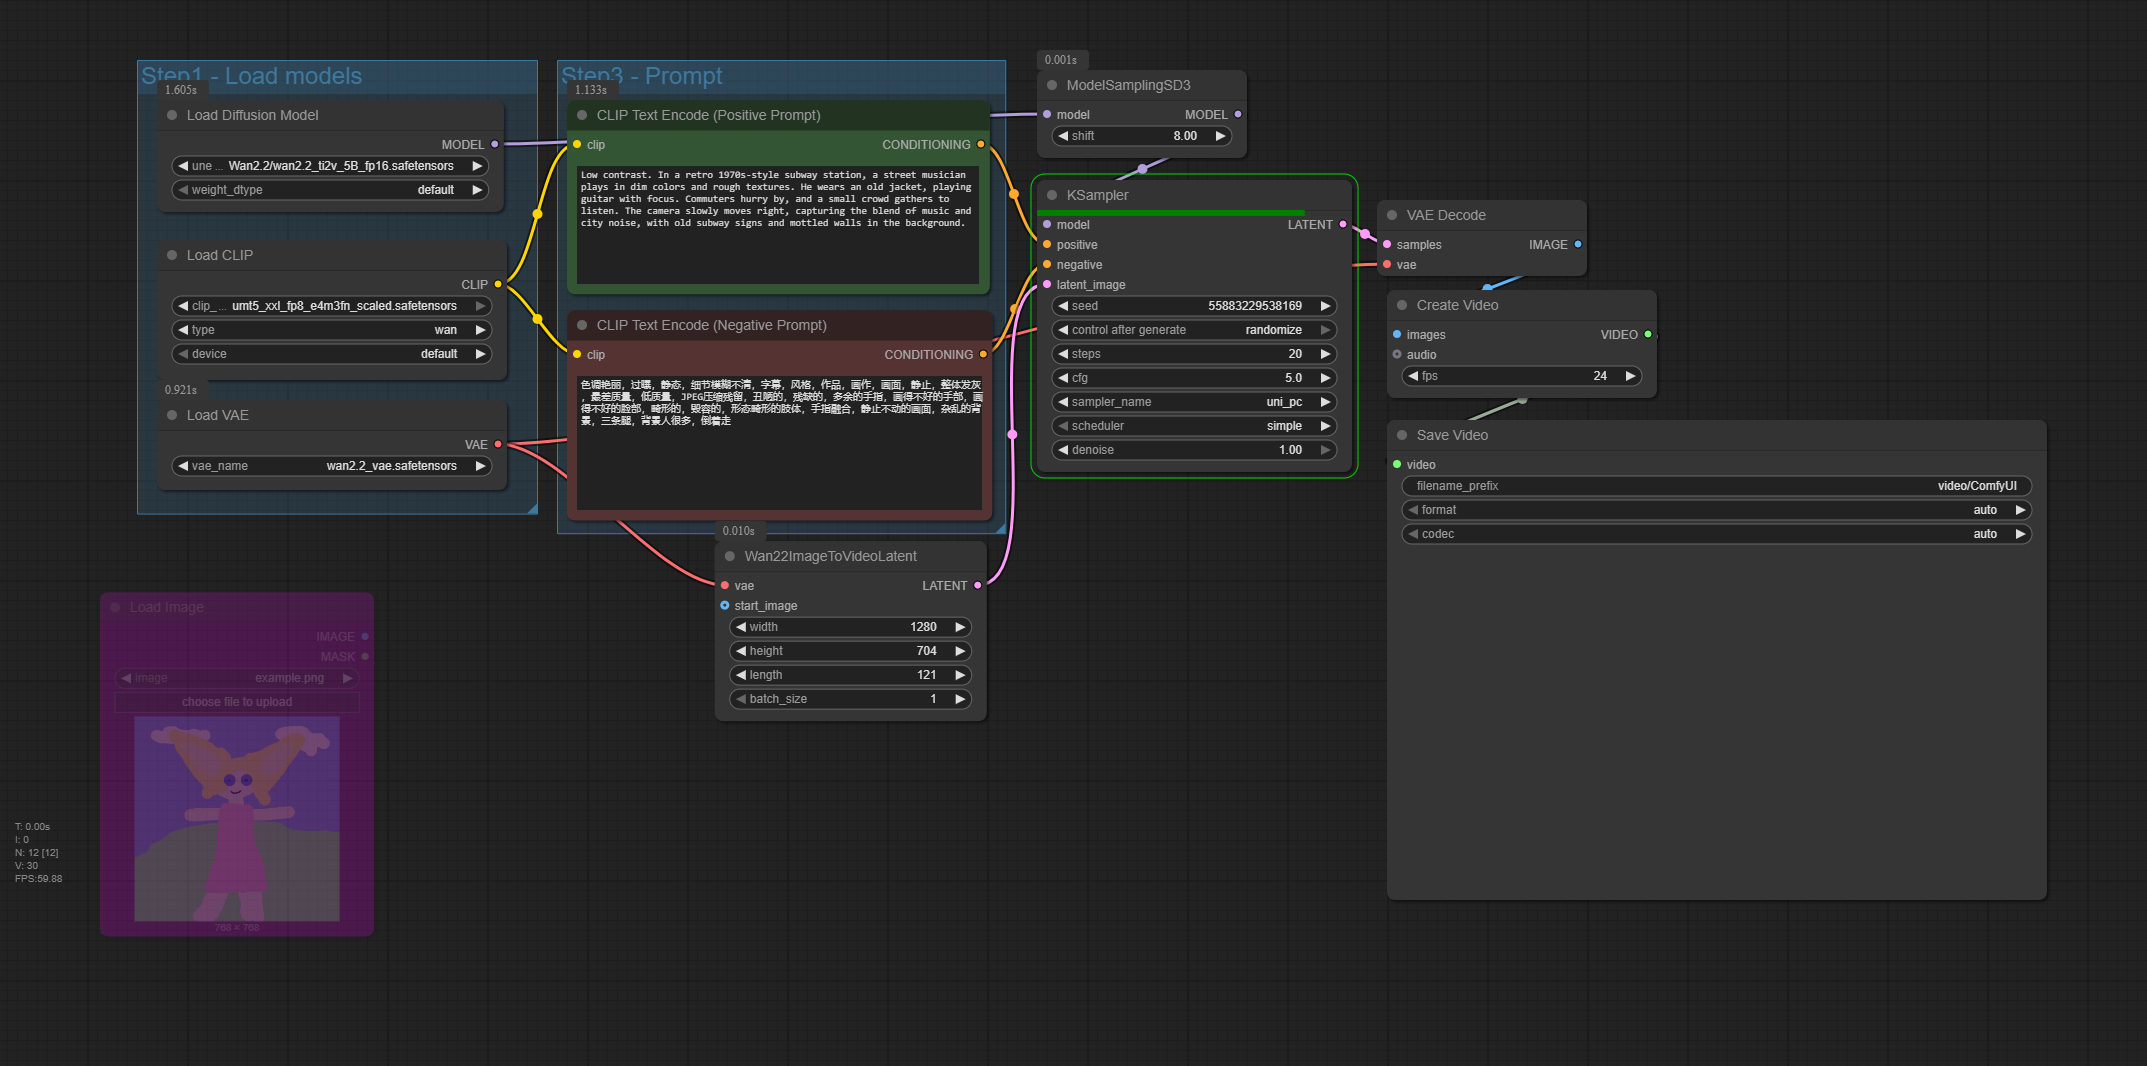 Step1 - Load models
1.605s
Load Diffusion Model
MODEL
une ... Wan2.2/wan2.2_ti2v_5B_fp16.safetensors
weight_dtype default
Load CLIP
CLIP
clip_ ... umt5_xxl_fp8_e4m3fn_scaled.safetensors
type wan
device default
0.921s
Load VAE
VAE
vae_name wan2.2_vae.safetensors
Step3 - Prompt
1.133s
CLIP Text Encode (Positive Prompt)
clip CONDITIONING
Low contrast. In a retro 1970s-style subway station, a street musician
plays in dim colors and rough textures. He wears an old jacket, playing
guitar with focus. Commuters hurry by, and a small crowd gathers to
listen. The camera slowly moves right, capturing the blend of music and
city noise, with old subway signs and mottled walls in the background.
CLIP Text Encode (Negative Prompt)
clip CONDITIONING
色调艳丽，过曝，静态，细节模糊不清，字幕，风格，作品，画作，画面，静止，整体发灰
，最差质量，低质量，JPEG压缩残留，丑陋的，残缺的，多余的手指，画得不好的手部，画
得不好的脸部，畸形的，毁容的，形态畸形的肢体，手指融合，静止不动的画面，杂乱的背
景，三条腿，背景人很多，倒着走
0.010s
Wan22ImageToVideoLatent
vae LATENT
start_image
width 1280
height 704
length 121
batch_size 1
0.001s
ModelSamplingSD3
model MODEL
shift 8.00
KSampler
model LATENT
positive
negative
latent_image
seed 55883229538169
control after generate randomize
steps 20
cfg 5.0
sampler_name uni_pc
scheduler simple
denoise 1.00
VAE Decode
samples IMAGE
vae
Create Video
images VIDEO
audio
fps 24
Save Video
video
filename_prefix video/ComfyUI
format auto
codec auto
Load Image
IMAGE
MASK
image example.png
choose file to upload
768 × 768
T: 0.00s
I: 0
N: 12 [12]
V: 30
FPS:59.88